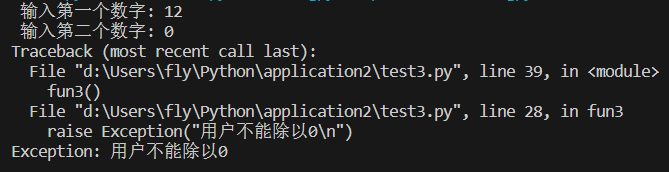 输入第一个数字: 12
输入第二个数字: 0
Traceback (most recent call last):
  File "d:\Users\fly\Python\application2\test3.py", line 39, in <module>
    fun3()
  File "d:\Users\fly\Python\application2\test3.py", line 28, in fun3
    raise Exception("用户不能除以0\n")
Exception: 用户不能除以0